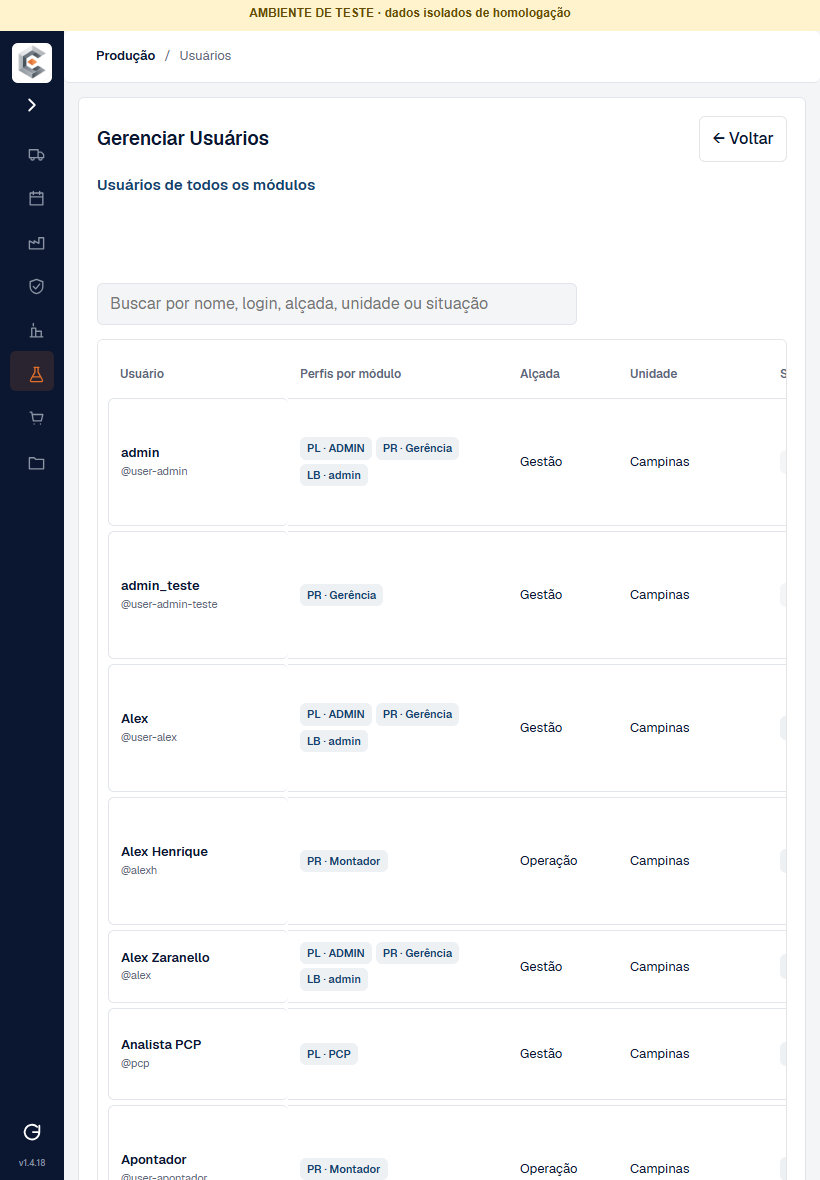 AMBIENTE DE TESTE · dados isolados de homologação
Produção / Usuários
Gerenciar Usuários
← Voltar
Usuários de todos os módulos
Buscar por nome, login, alçada, unidade ou situação
Usuário Perfis por módulo Alçada Unidade
admin
@user-admin
PL · ADMIN PR · Gerência
LB · admin
Gestão Campinas
admin_teste
@user-admin-teste
PR · Gerência
Gestão Campinas
Alex
@user-alex
PL · ADMIN PR · Gerência
LB · admin
Gestão Campinas
Alex Henrique
@alexh
PR · Montador
Operação Campinas
Alex Zaranello
@alex
PL · ADMIN PR · Gerência
LB · admin
Gestão Campinas
Analista PCP
@pcp
PL · PCP
Gestão Campinas
Apontador
@user-apontador
PR · Montador
Operação Campinas
v1.4.18